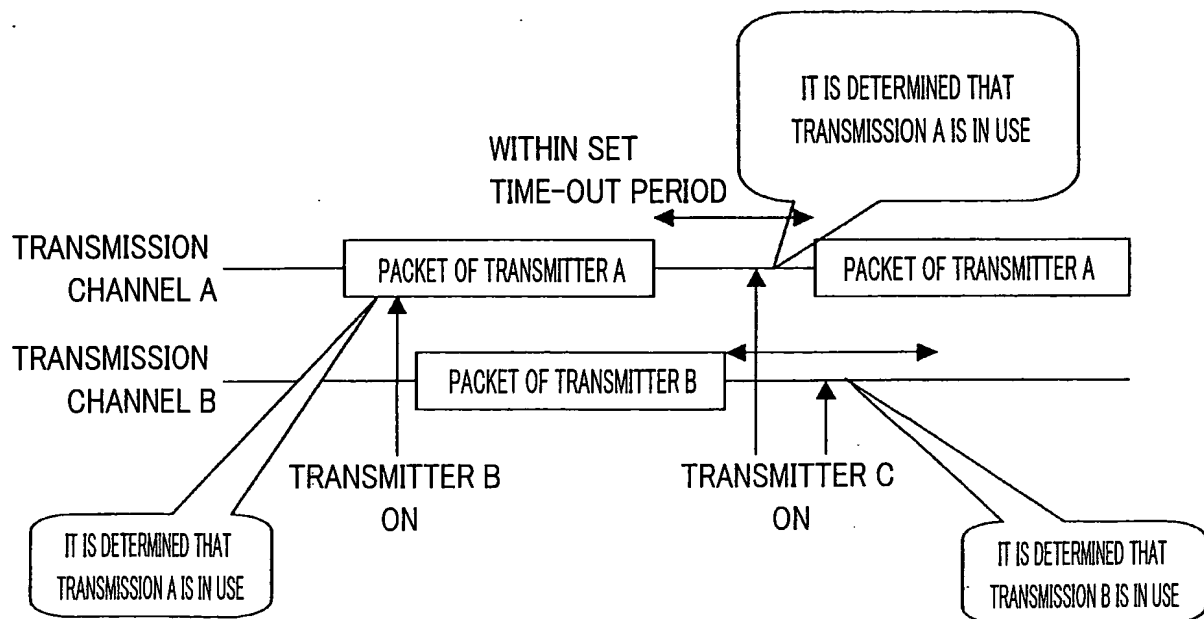 IT IS DETERMINED THAT
TRANSMISSION A IS IN USE
WITHIN SET
TIME-OUT PERIOD
TRANSMISSION
CHANNEL A
PACKET OF TRANSMITTER A
PACKET OF TRANSMITTER A
TRANSMISSION
CHANNEL B
PACKET OF TRANSMITTER B
TRANSMITTER B
ON
TRANSMITTER C
ON
IT IS DETERMINED THAT
TRANSMISSION A IS IN USE
IT IS DETERMINED THAT
TRANSMISSION B IS IN USE